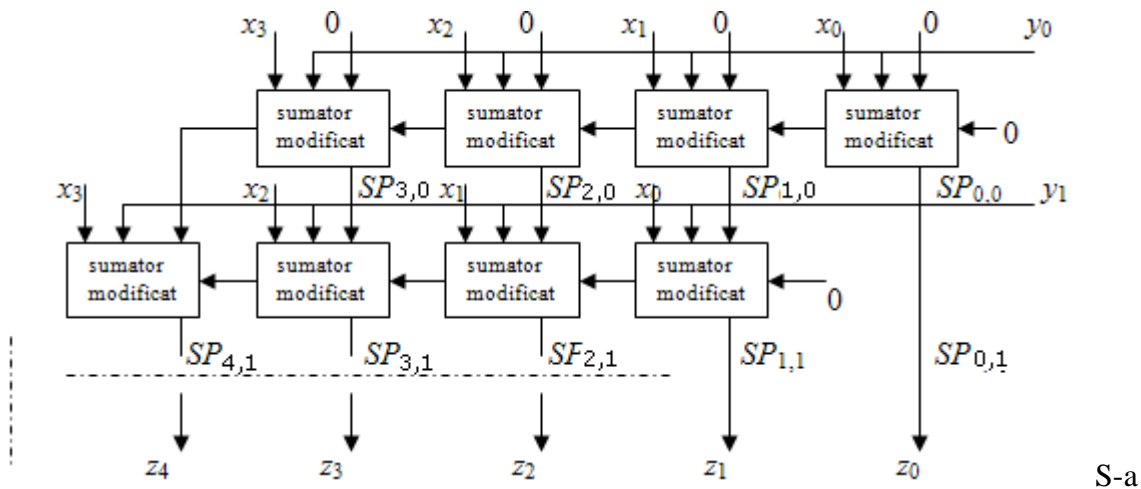 x3 0 x2 0 x1 0 x0 0 y0
sumator sumator sumator sumator
modificat modificat modificat modificat 0
x3 x2 SP3,0 x1 SP2,0 x0 SP1,0 SP0,0 y1
sumator sumator sumator sumator
modificat modificat modificat modificat 0
SP4,1 SP3,1 SP2,1 SP1,1 SP0,1
z4 z3 z2 z1 z0 S-a